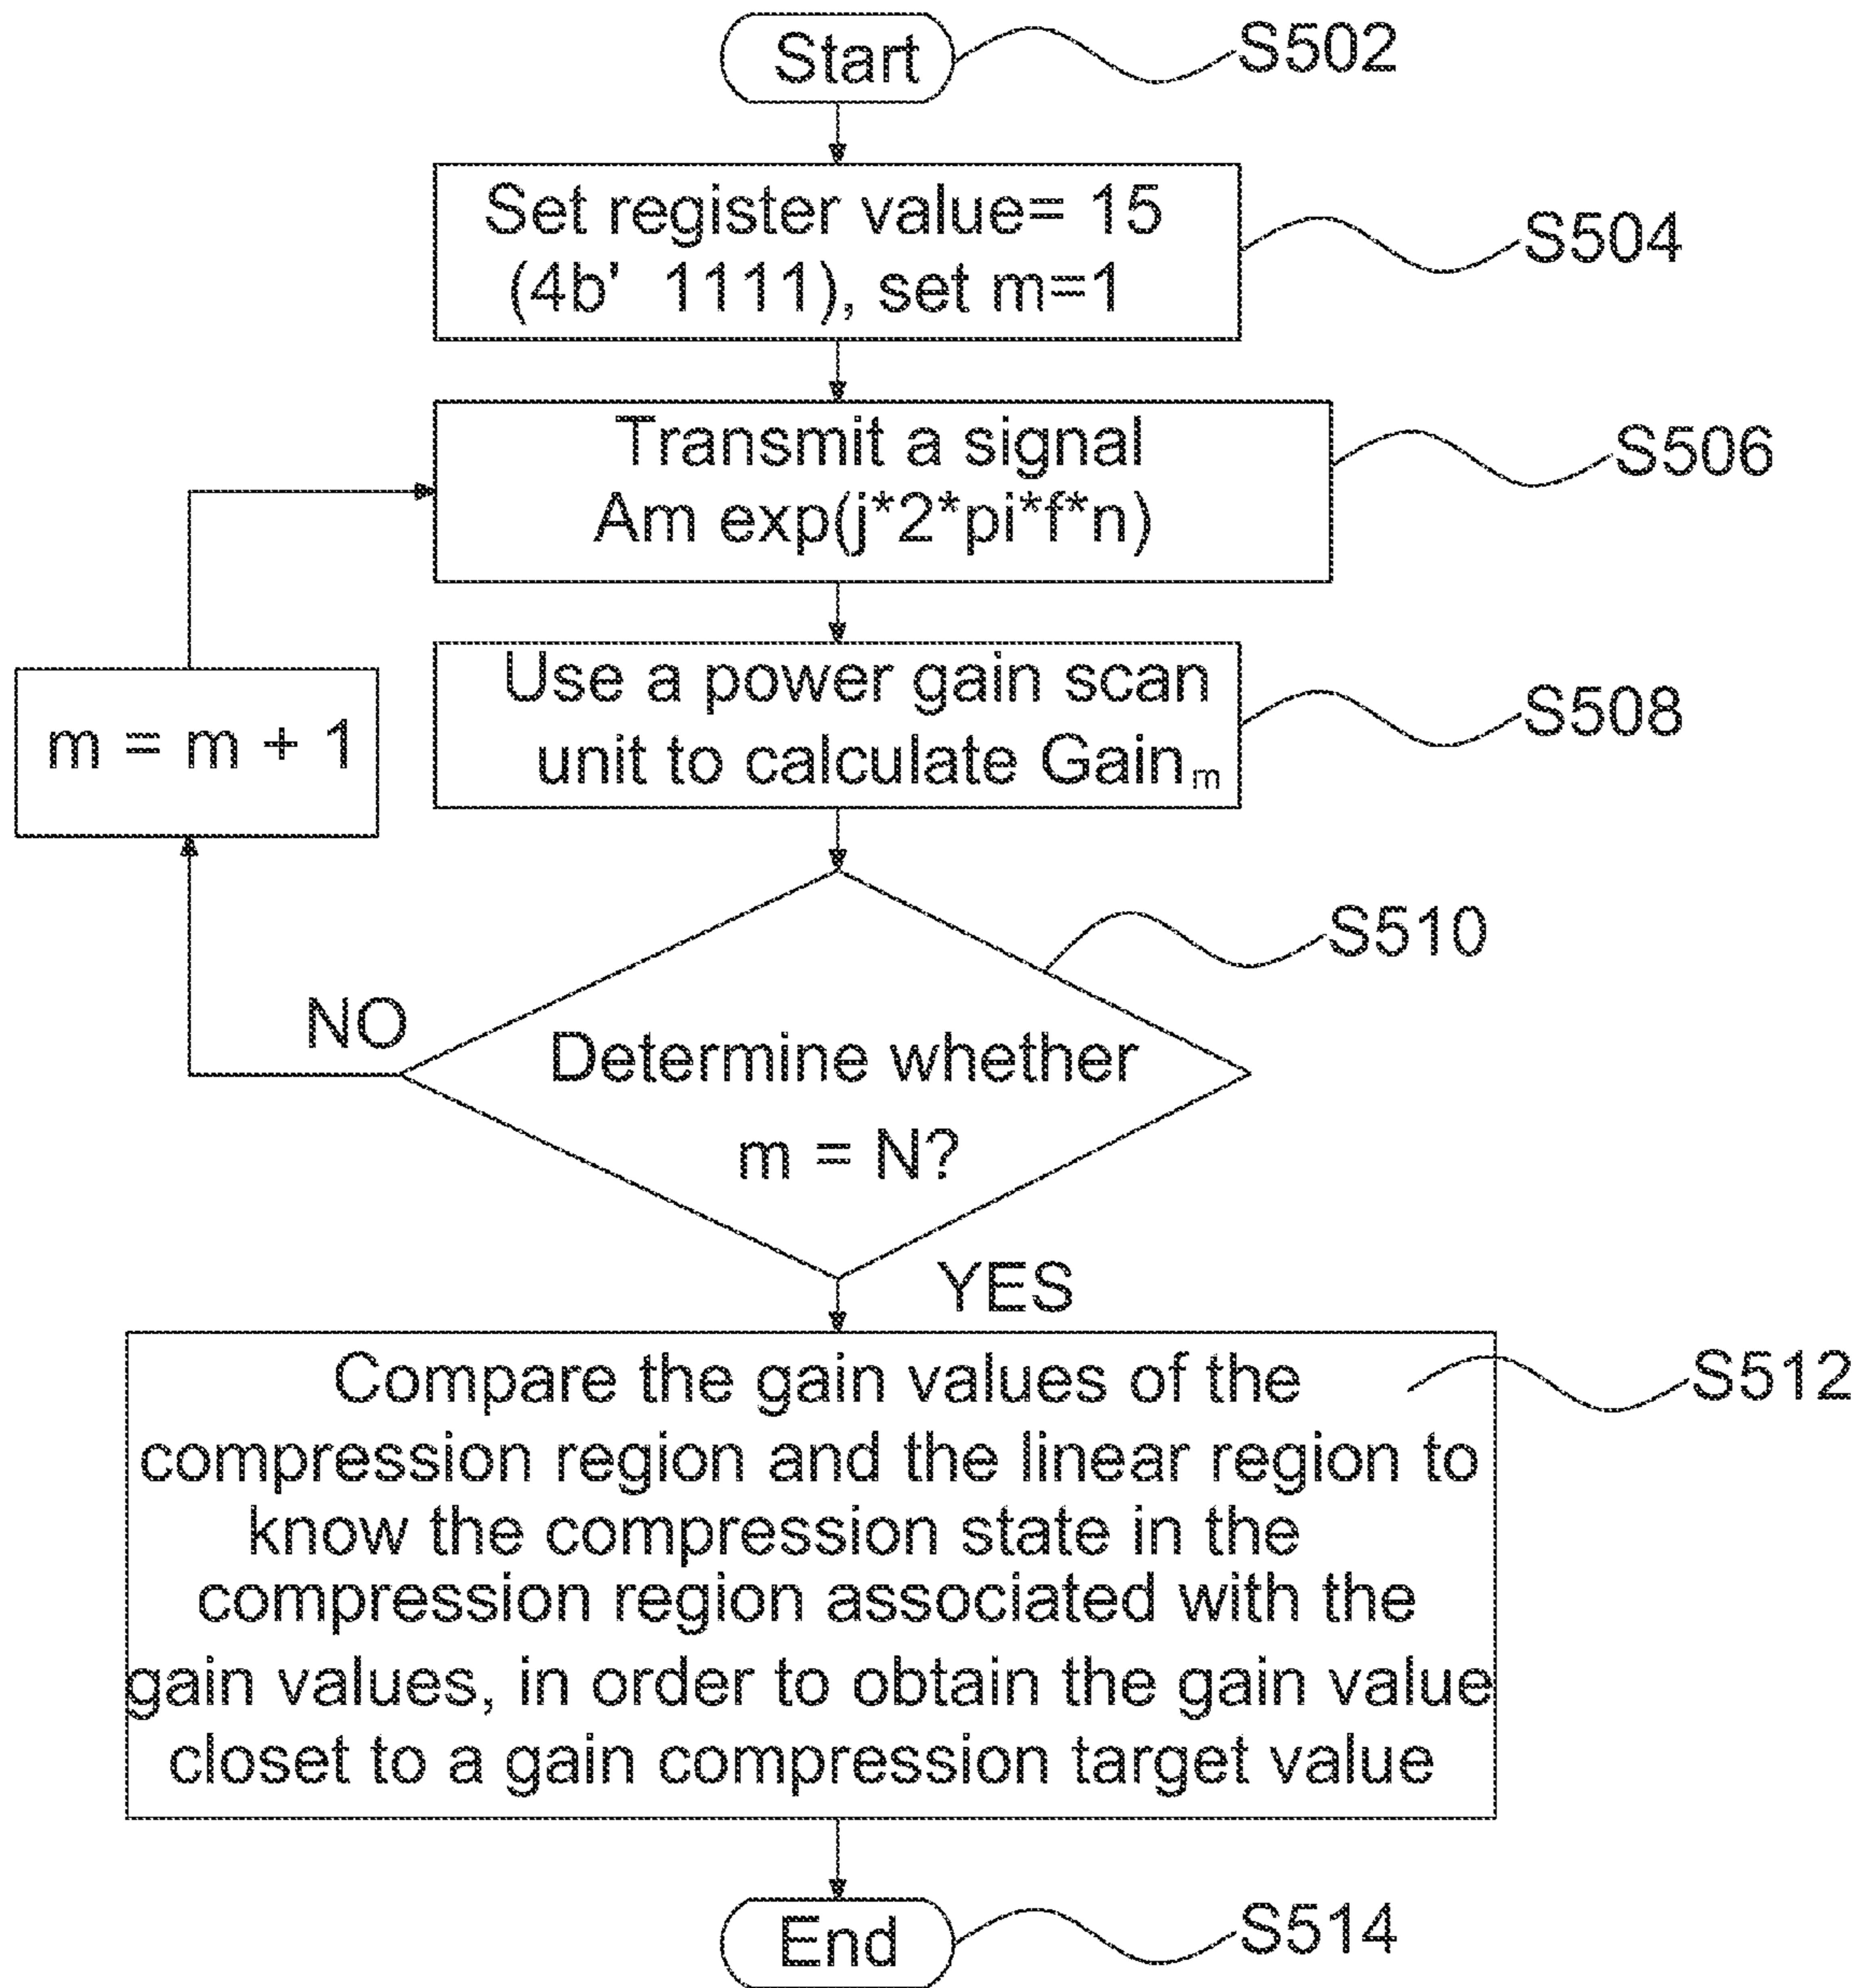 Start
S502
Set register value= 15
(4b' 1111), set m=1
S504
Transmit a signal
Am exp(j*2*pi*f*n)
S506
Use a power gain scan
unit to calculate Gainm
S508
m = m + 1
S510
NO
Determine whether
m = N?
YES
Compare the gain values of the
compression region and the linear region to
know the compression state in the
compression region associated with the
gain values, in order to obtain the gain value
closet to a gain compression target value
S512
End
S514